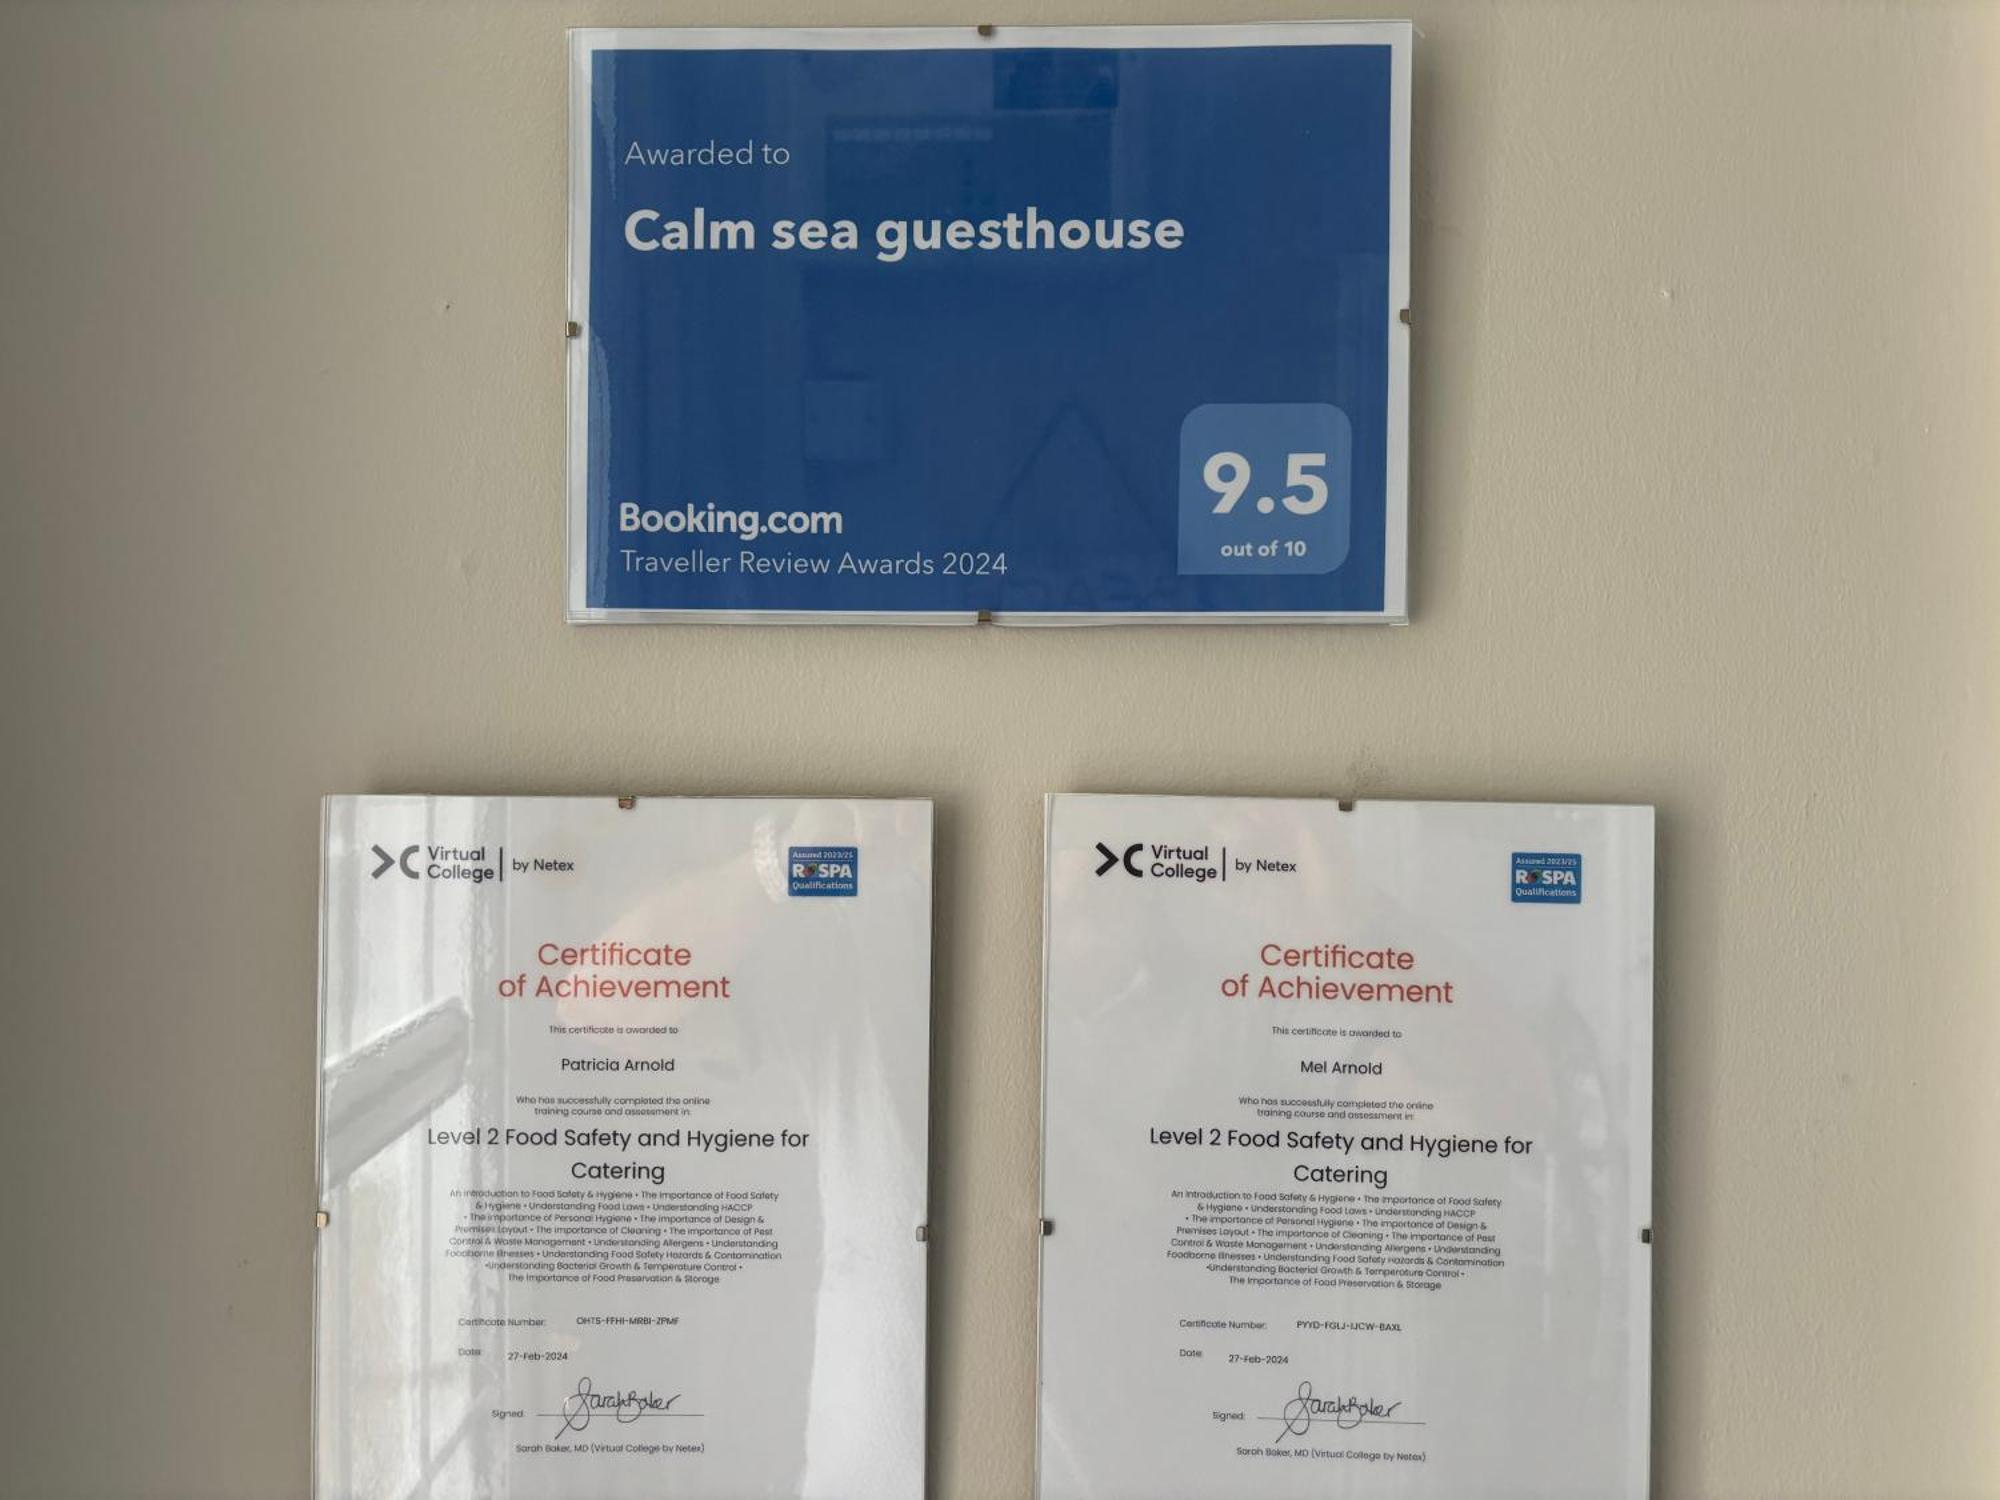 Awarded to
Calm sea guesthouse
Booking.com
Traveller Review Awards 2024
9.5
out of 10
Virtual
College
by Netex
Assured 2023/25
ROSPA
Qualifications
Certificate
of Achievement
This certificate is awarded to
Patricia Arnold
Who has successfully completed the online
training course and assessment in:
Level 2 Food Safety and Hygiene for
Catering
An Introduction to Food Safety & Hygiene • The Importance of Food Safety
& Hygiene • Understanding Food Laws • Understanding HACCP
• The Importance of Personal Hygiene • The Importance of Design &
Premises Layout • The Importance of Cleaning • The Importance of Pest
Control & Waste Management • Understanding Allergens • Understanding
Foodborne Illnesses • Understanding Food Safety Hazards & Contamination
•Understanding Bacterial Growth & Temperature Control •
The Importance of Food Preservation & Storage
Certificate Number: OHTS-FFHI-MRBI-ZPMF
Date: 27-Feb-2024
Signed: Sarah Baker
Sarah Baker, MD (Virtual College by Netex)
Virtual
College
by Netex
Assured 2023/25
ROSPA
Qualifications
Certificate
of Achievement
This certificate is awarded to
Mel Arnold
Who has successfully completed the online
training course and assessment in:
Level 2 Food Safety and Hygiene for
Catering
An Introduction to Food Safety & Hygiene • The Importance of Food Safety
& Hygiene • Understanding Food Laws • Understanding HACCP
• The Importance of Personal Hygiene • The Importance of Design &
Premises Layout • The Importance of Cleaning • The Importance of Pest
Control & Waste Management • Understanding Allergens • Understanding
Foodborne Illnesses • Understanding Food Safety Hazards & Contamination
•Understanding Bacterial Growth & Temperature Control •
The Importance of Food Preservation & Storage
Certificate Number: PYYD-FGLJ-IJCW-BAXL
Date: 27-Feb-2024
Signed: Sarah Baker
Sarah Baker, MD (Virtual College by Netex)